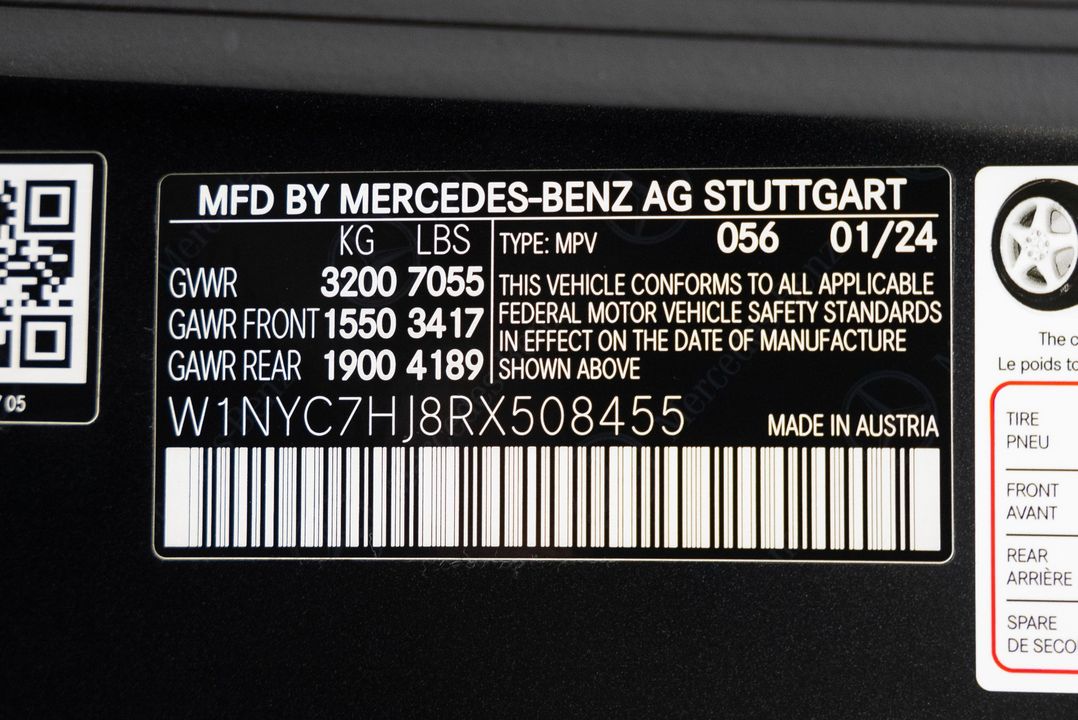 MFD BY MERCEDES-BENZ AG STUTTGART
KG LBS
GVWR 3200 7055
GAWR FRONT 1550 3417
GAWR REAR 1900 4189
TYPE: MPV 056 01/24
THIS VEHICLE CONFORMS TO ALL APPLICABLE
FEDERAL MOTOR VEHICLE SAFETY STANDARDS
IN EFFECT ON THE DATE OF MANUFACTURE
SHOWN ABOVE
W1NYC7HJ8RX508455
MADE IN AUSTRIA
05
The
Le poids
TIRE
PNEU
FRONT
AVANT
REAR
ARRIÈRE
SPARE
DE